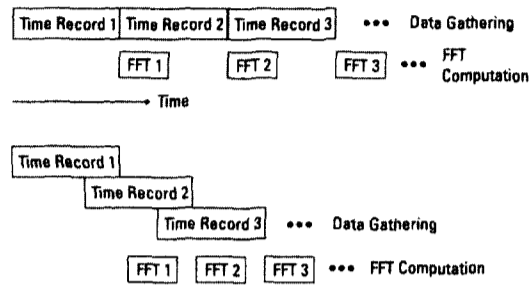 Time Record 1 Time Record 2 Time Record 3 ••• Data Gathering
FFT 1 FFT 2 FFT 3 ••• FFT
Computation
Time
Time Record 1
Time Record 2
Time Record 3 ••• Data Gathering
FFT 1 FFT 2 FFT 3 ••• FFT Computation